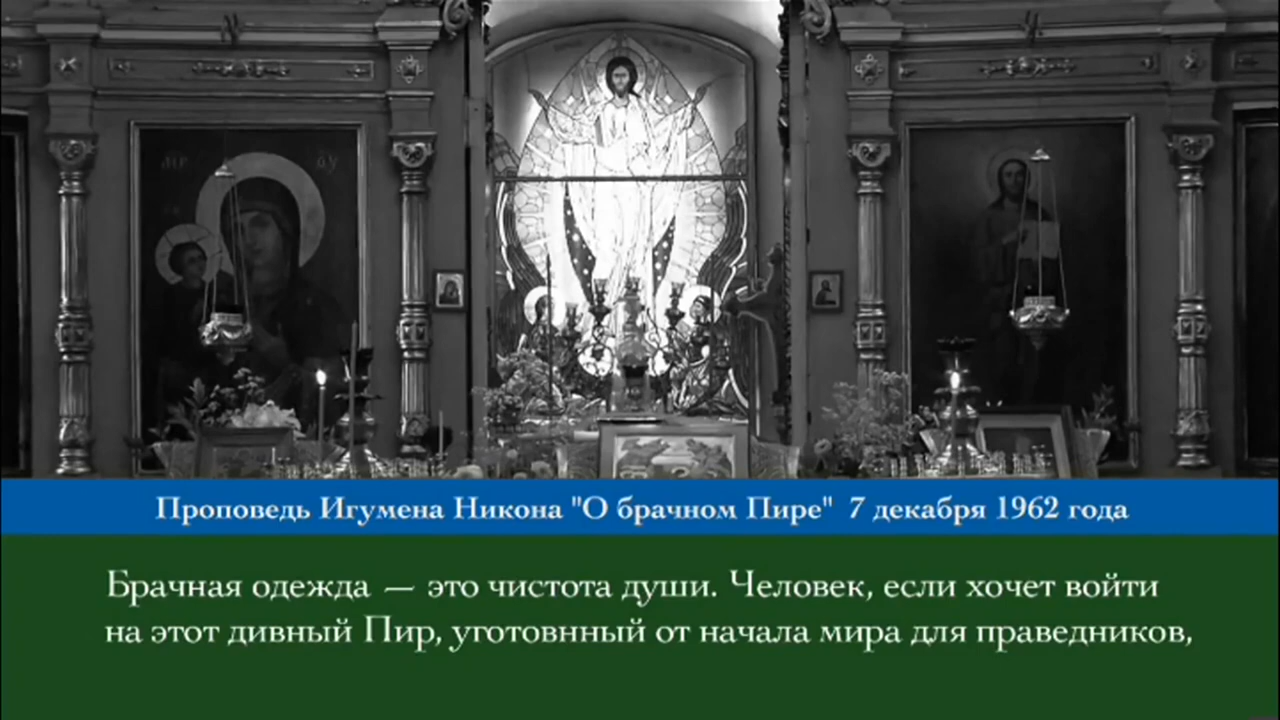 Проповедь Игумена Никона "О брачном Пире" 7 декабря 1962 года
Брачная одежда — это чистота души. Человек, если хочет войти
на этот дивный Пир, уготовнный от начала мира для праведников,